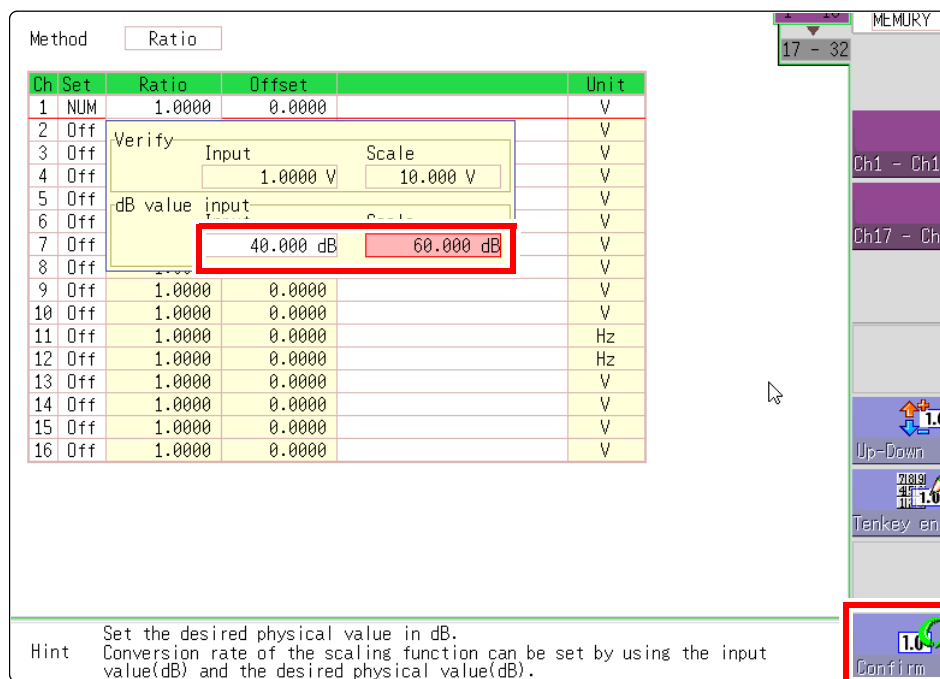 MEMORY
Method Ratio
17 - 32
Ch Set Ratio Offset Unit
1 NUM 1.0000 0.0000 V
2 Off V
Verify
3 Off Input Scale V
Ch1 - Ch1
4 Off 1.0000 V 10.000 V V
5 Off V
dB value input
6 Off V
7 Off 40.000 dB 60.000 dB V
Ch17 - Ch
8 Off V
9 Off 1.0000 0.0000 V
10 Off 1.0000 0.0000 V
11 Off 1.0000 0.0000 Hz
12 Off 1.0000 0.0000 Hz
13 Off 1.0000 0.0000 V
14 Off 1.0000 0.0000 V
15 Off 1.0000 0.0000 V
16 Off 1.0000 0.0000 V
Up-Down
Tenkey en
Set the desired physical value in dB.
Hint Conversion rate of the scaling function can be set by using the input
value(dB) and the desired physical value(dB).
1.0
Confirm